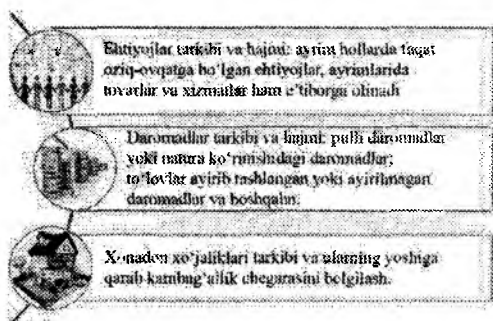 Ehtiyojlar tarkibi va hajmi: ayrim hollarda faqat
oziq-ovqatga bo‘lgan ehtiyojlar, ayrimlarida
tovarlar va xizmatlar ham e’tiborga olinadi
Daromadlar tarkibi va hajmi: pulli daromadlar
yoki natura ko‘rinishidagi daromadlar;
to‘lovlar ayirib tashlangan yoki ayirilmagan
daromadlar va boshqalar.
Xonadon xo‘jaliklari tarkibi va ularning yoshiga
qarab kambag‘allik chegarasini belgilash.